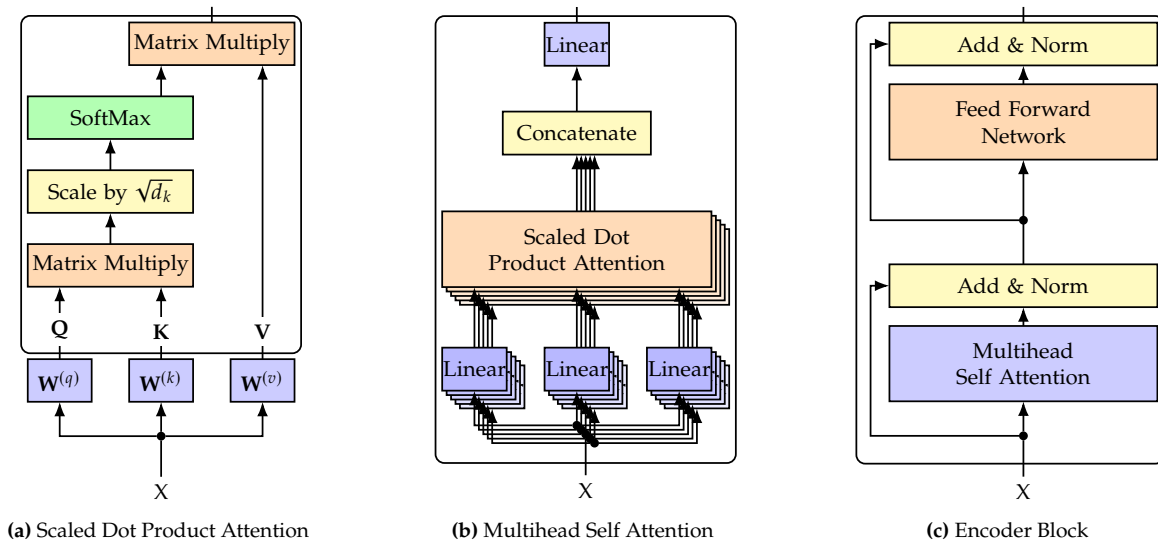 Matrix Multiply
SoftMax
Scale by √d_k
Matrix Multiply
Q K V
W^(q) W^(k) W^(v)
X
(a) Scaled Dot Product Attention
Linear
Concatenate
Scaled Dot
Product Attention
Linear Linear Linear
X
(b) Multihead Self Attention
Add & Norm
Feed Forward
Network
Add & Norm
Multihead
Self Attention
X
(c) Encoder Block